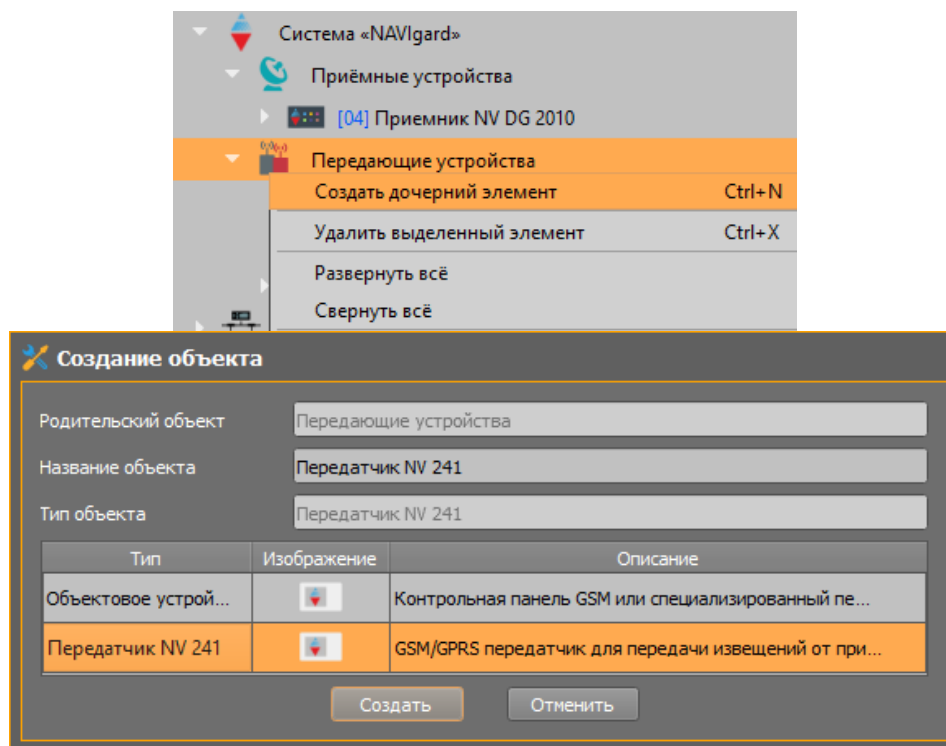 Система «NAVIgard»
Приёмные устройства
[04] Приемник NV DG 2010
Передающие устройства
Создать дочерний элемент Ctrl+N
Удалить выделенный элемент Ctrl+X
Развернуть всё
Свернуть всё
Создание объекта
Родительский объект Передающие устройства
Название объекта Передатчик NV 241
Тип объекта Передатчик NV 241
Тип Изображение Описание
Объектовое устрой... Контрольная панель GSM или специализированный пе...
Передатчик NV 241 GSM/GPRS передатчик для передачи извещений от при...
Создать Отменить